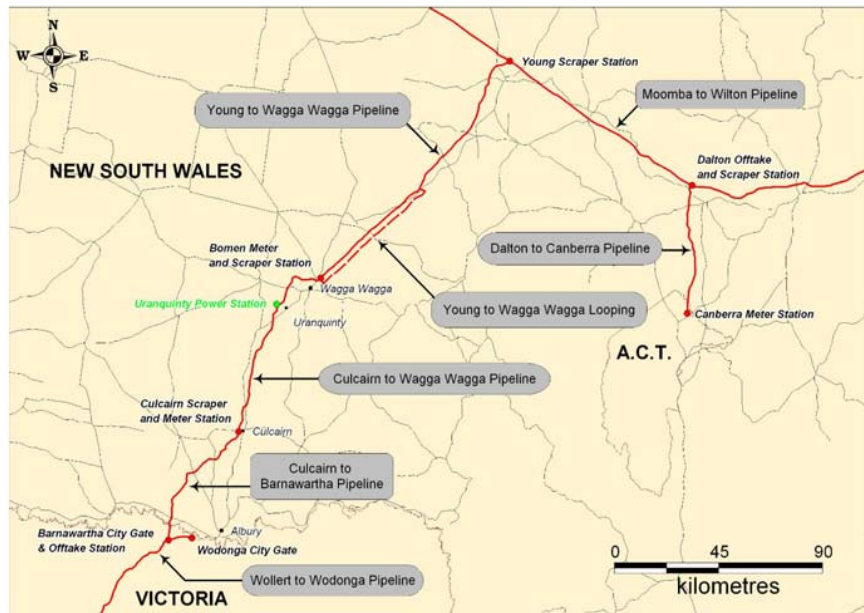 N
W
E
S
Young Scraper Station
Moomba to Wilton Pipeline
Young to Wagga Wagga Pipeline
NEW SOUTH WALES
Dalton Offtake
and Scraper Station
Bomen Meter
and Scraper Station
Dalton to Canberra Pipeline
Wagga Wagga
Uranquinty Power Station
Uranquinty
Young to Wagga Wagga Looping
Canberra Meter Station
A.C.T.
Culcairn to Wagga Wagga Pipeline
Culcairn Scraper
and Meter Station
Culcairn
Culcairn to
Barnawartha Pipeline
Albury
Barnawartha City Gate
& Offtake Station
Wodonga City Gate
0 45 90
kilometres
Wollert to Wodonga Pipeline
VICTORIA